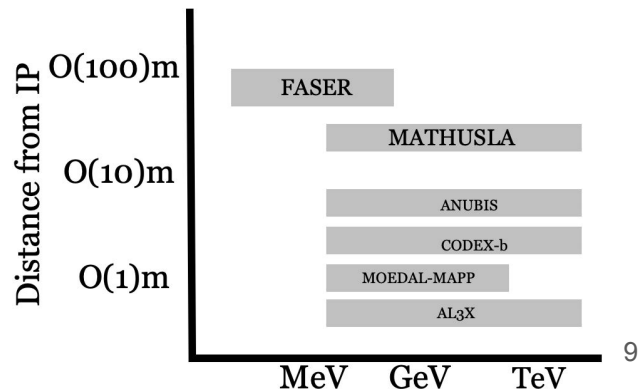 Distance from IP
O(100)m
FASER
MATHUSLA
O(10)m
ANUBIS
CODEX-b
O(1)m
MOEDAL-MAPP
AL3X
9
MeV GeV TeV